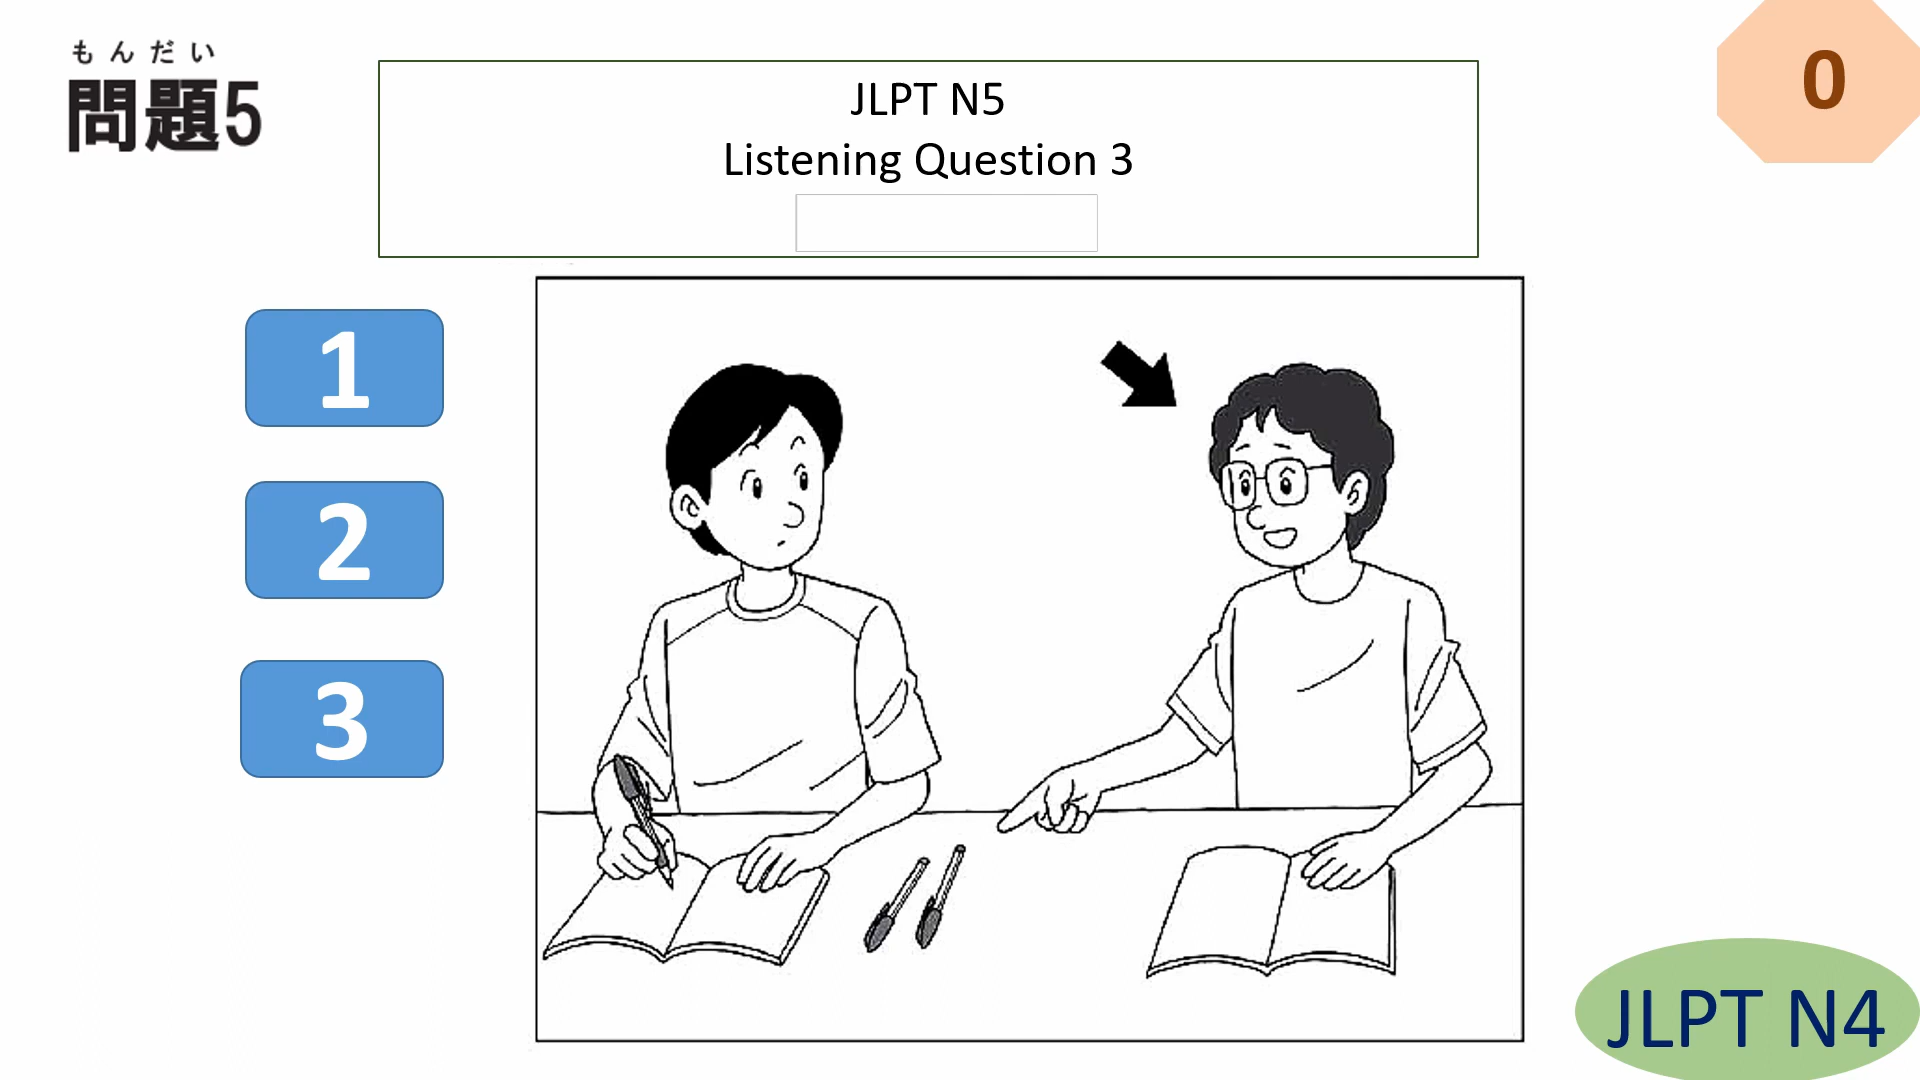 もんだい
問題5
JLPT N5
Listening Question 3
0
1
2
3
JLPT N4